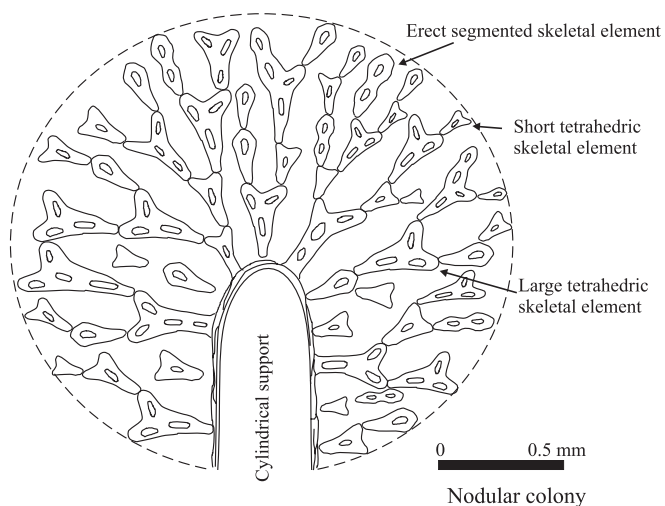 Erect segmented skeletal element
Short tetrahedric
skeletal element
Large tetrahedric
skeletal element
Cylindrical support
0 0.5 mm
Nodular colony